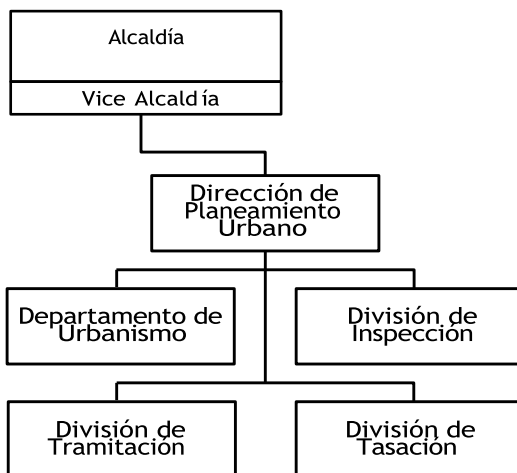 Alcaldía
Vice Alcaldía
Dirección de
Planeamiento
Urbano
Departamento de
Urbanismo
División de
Inspección
División de
Tramitación
División de
Tasación